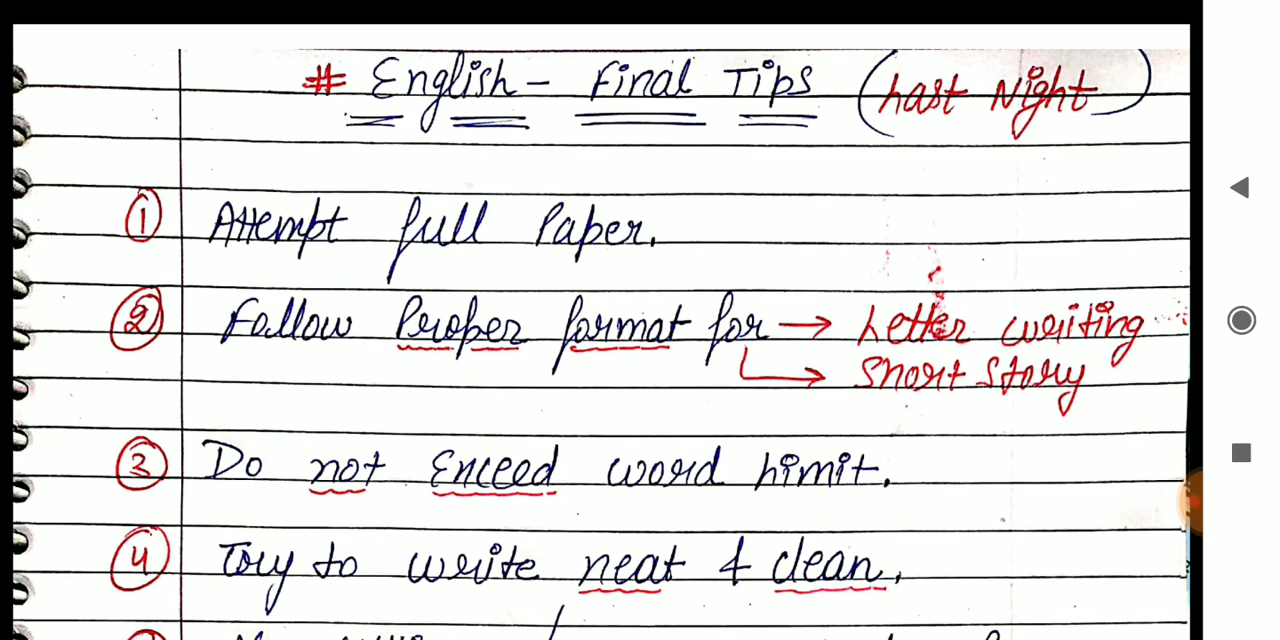 # English - Final Tips (Last Night)
① Attempt full Paper.
② Follow Proper format for → Letter writing
→ Short Story
③ Do not Exceed word Limit.
④ Try to write neat & clean.